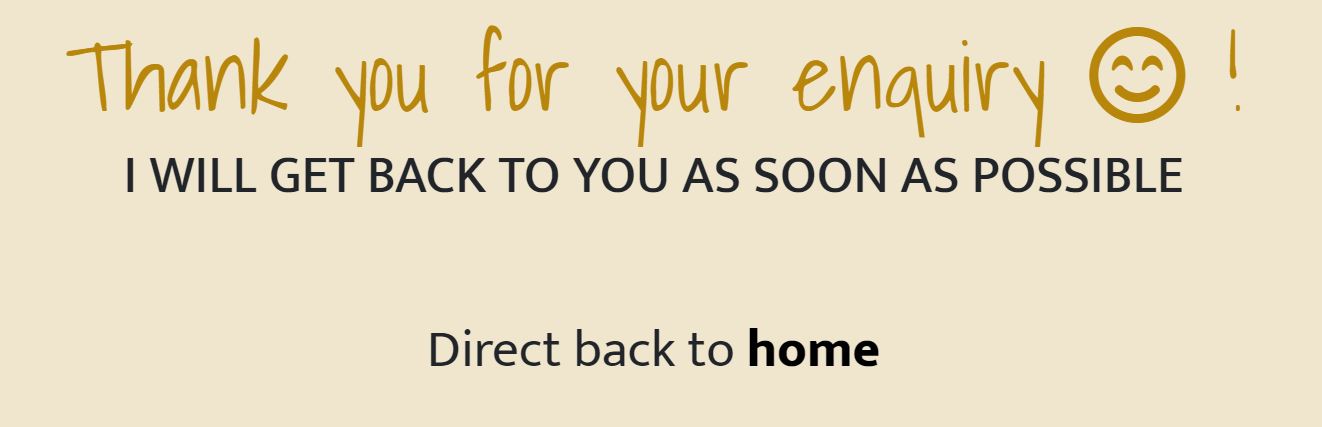 Thank you for your enquiry 😊 !
I WILL GET BACK TO YOU AS SOON AS POSSIBLE
Direct back to home